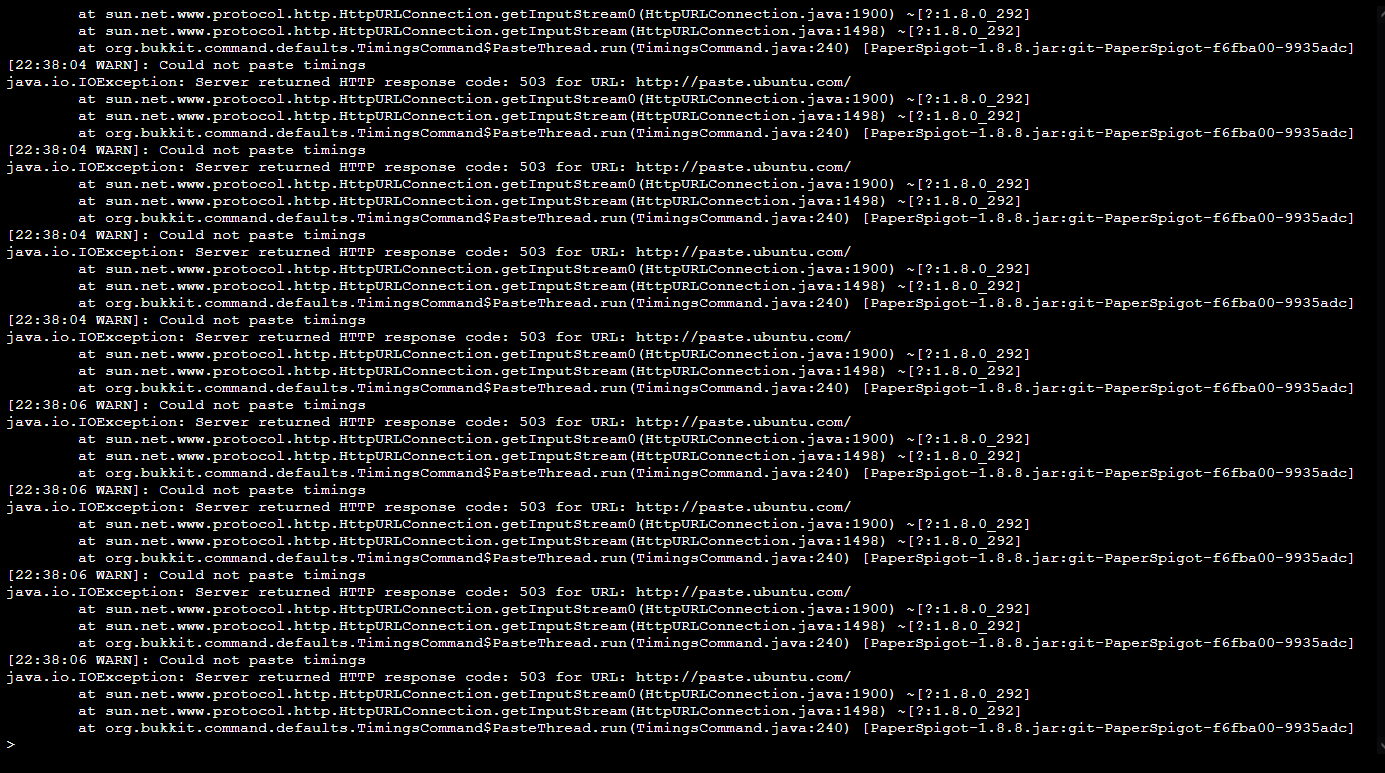 at sun.net.www.protocol.http.HttpURLConnection.getInputStream0(HttpURLConnection.java:1900) ~[?:1.8.0_292]
at sun.net.www.protocol.http.HttpURLConnection.getInputStream(HttpURLConnection.java:1498) ~[?:1.8.0_292]
at org.bukkit.command.defaults.TimingsCommand$PasteThread.run(TimingsCommand.java:240) [PaperSpigot-1.8.8.jar:git-PaperSpigot-f6fba00-9935adc]
[22:38:04 WARN]: Could not paste timings
java.io.IOException: Server returned HTTP response code: 503 for URL: http://paste.ubuntu.com/
at sun.net.www.protocol.http.HttpURLConnection.getInputStream0(HttpURLConnection.java:1900) ~[?:1.8.0_292]
at sun.net.www.protocol.http.HttpURLConnection.getInputStream(HttpURLConnection.java:1498) ~[?:1.8.0_292]
at org.bukkit.command.defaults.TimingsCommand$PasteThread.run(TimingsCommand.java:240) [PaperSpigot-1.8.8.jar:git-PaperSpigot-f6fba00-9935adc]
[22:38:04 WARN]: Could not paste timings
java.io.IOException: Server returned HTTP response code: 503 for URL: http://paste.ubuntu.com/
at sun.net.www.protocol.http.HttpURLConnection.getInputStream0(HttpURLConnection.java:1900) ~[?:1.8.0_292]
at sun.net.www.protocol.http.HttpURLConnection.getInputStream(HttpURLConnection.java:1498) ~[?:1.8.0_292]
at org.bukkit.command.defaults.TimingsCommand$PasteThread.run(TimingsCommand.java:240) [PaperSpigot-1.8.8.jar:git-PaperSpigot-f6fba00-9935adc]
[22:38:04 WARN]: Could not paste timings
java.io.IOException: Server returned HTTP response code: 503 for URL: http://paste.ubuntu.com/
at sun.net.www.protocol.http.HttpURLConnection.getInputStream0(HttpURLConnection.java:1900) ~[?:1.8.0_292]
at sun.net.www.protocol.http.HttpURLConnection.getInputStream(HttpURLConnection.java:1498) ~[?:1.8.0_292]
at org.bukkit.command.defaults.TimingsCommand$PasteThread.run(TimingsCommand.java:240) [PaperSpigot-1.8.8.jar:git-PaperSpigot-f6fba00-9935adc]
[22:38:04 WARN]: Could not paste timings
java.io.IOException: Server returned HTTP response code: 503 for URL: http://paste.ubuntu.com/
at sun.net.www.protocol.http.HttpURLConnection.getInputStream0(HttpURLConnection.java:1900) ~[?:1.8.0_292]
at sun.net.www.protocol.http.HttpURLConnection.getInputStream(HttpURLConnection.java:1498) ~[?:1.8.0_292]
at org.bukkit.command.defaults.TimingsCommand$PasteThread.run(TimingsCommand.java:240) [PaperSpigot-1.8.8.jar:git-PaperSpigot-f6fba00-9935adc]
[22:38:06 WARN]: Could not paste timings
java.io.IOException: Server returned HTTP response code: 503 for URL: http://paste.ubuntu.com/
at sun.net.www.protocol.http.HttpURLConnection.getInputStream0(HttpURLConnection.java:1900) ~[?:1.8.0_292]
at sun.net.www.protocol.http.HttpURLConnection.getInputStream(HttpURLConnection.java:1498) ~[?:1.8.0_292]
at org.bukkit.command.defaults.TimingsCommand$PasteThread.run(TimingsCommand.java:240) [PaperSpigot-1.8.8.jar:git-PaperSpigot-f6fba00-9935adc]
[22:38:06 WARN]: Could not paste timings
java.io.IOException: Server returned HTTP response code: 503 for URL: http://paste.ubuntu.com/
at sun.net.www.protocol.http.HttpURLConnection.getInputStream0(HttpURLConnection.java:1900) ~[?:1.8.0_292]
at sun.net.www.protocol.http.HttpURLConnection.getInputStream(HttpURLConnection.java:1498) ~[?:1.8.0_292]
at org.bukkit.command.defaults.TimingsCommand$PasteThread.run(TimingsCommand.java:240) [PaperSpigot-1.8.8.jar:git-PaperSpigot-f6fba00-9935adc]
[22:38:06 WARN]: Could not paste timings
java.io.IOException: Server returned HTTP response code: 503 for URL: http://paste.ubuntu.com/
at sun.net.www.protocol.http.HttpURLConnection.getInputStream0(HttpURLConnection.java:1900) ~[?:1.8.0_292]
at sun.net.www.protocol.http.HttpURLConnection.getInputStream(HttpURLConnection.java:1498) ~[?:1.8.0_292]
at org.bukkit.command.defaults.TimingsCommand$PasteThread.run(TimingsCommand.java:240) [PaperSpigot-1.8.8.jar:git-PaperSpigot-f6fba00-9935adc]
[22:38:06 WARN]: Could not paste timings
java.io.IOException: Server returned HTTP response code: 503 for URL: http://paste.ubuntu.com/
at sun.net.www.protocol.http.HttpURLConnection.getInputStream0(HttpURLConnection.java:1900) ~[?:1.8.0_292]
at sun.net.www.protocol.http.HttpURLConnection.getInputStream(HttpURLConnection.java:1498) ~[?:1.8.0_292]
at org.bukkit.command.defaults.TimingsCommand$PasteThread.run(TimingsCommand.java:240) [PaperSpigot-1.8.8.jar:git-PaperSpigot-f6fba00-9935adc]
>